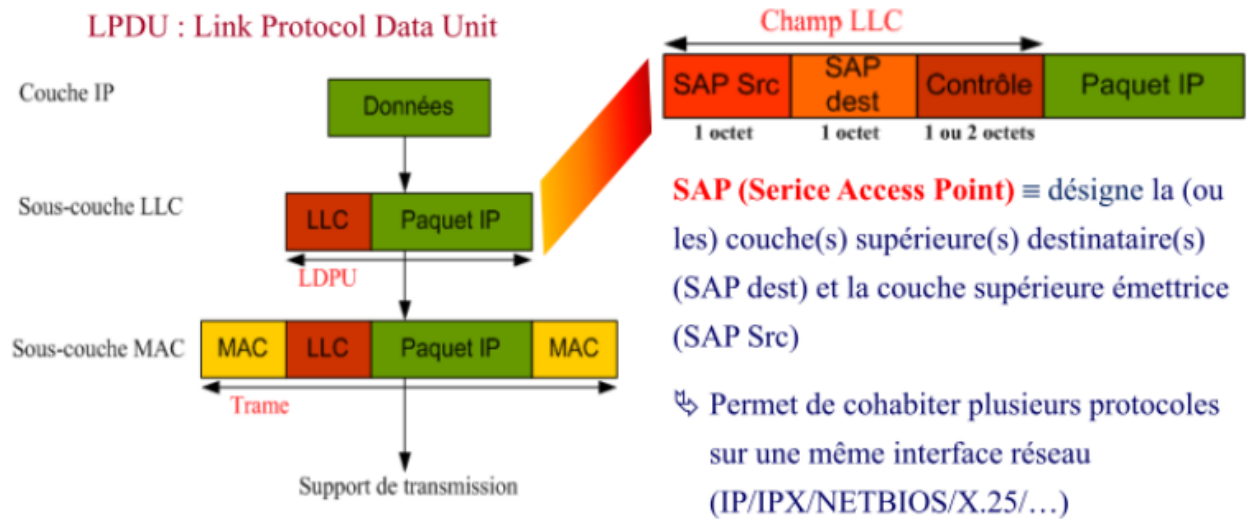 LPDU : Link Protocol Data Unit
Couche IP
Données
Sous-couche LLC
LLC
Paquet IP
LDPU
Sous-couche MAC
MAC
LLC
Paquet IP
MAC
Trame
Support de transmission
Champ LLC
SAP Src
SAP
dest
Contrôle
Paquet IP
1 octet
1 octet
1 ou 2 octets
SAP (Serice Access Point) ≡ désigne la (ou
les) couche(s) supérieure(s) destinataire(s)
(SAP dest) et la couche supérieure émettrice
(SAP Src)
↳ Permet de cohabiter plusieurs protocoles
sur une même interface réseau
(IP/IPX/NETBIOS/X.25/…)